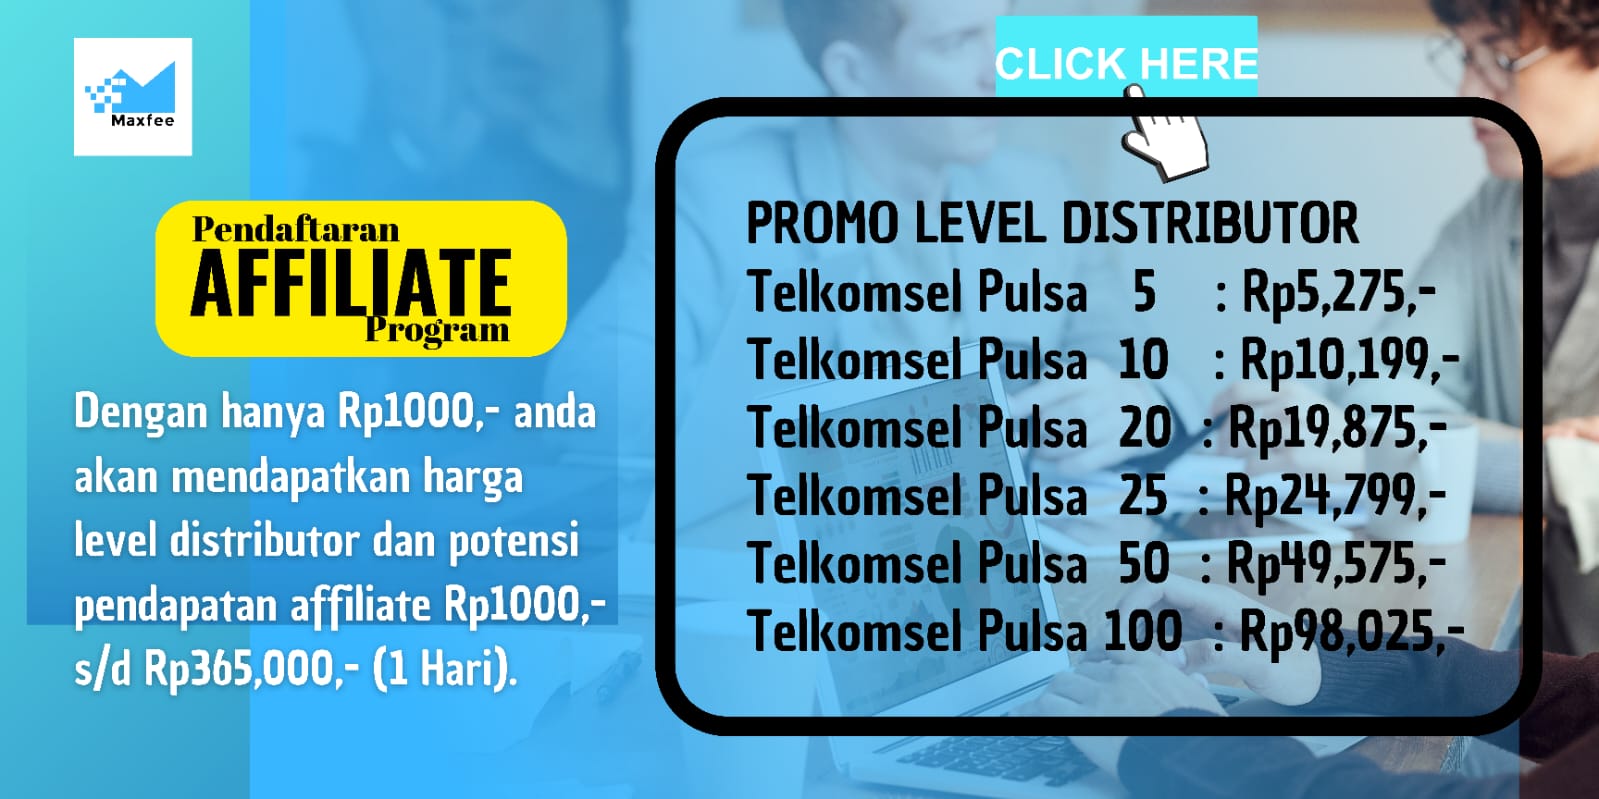 Maxfee
Pendaftaran
AFFILIATE
Program
Dengan hanya Rp1000,- anda
akan mendapatkan harga
level distributor dan potensi
pendapatan affiliate Rp1000,-
s/d Rp365,000,- (1 Hari).
CLICK HERE
PROMO LEVEL DISTRIBUTOR
Telkomsel Pulsa 5 : Rp5,275,-
Telkomsel Pulsa 10 : Rp10,199,-
Telkomsel Pulsa 20 : Rp19,875,-
Telkomsel Pulsa 25 : Rp24,799,-
Telkomsel Pulsa 50 : Rp49,575,-
Telkomsel Pulsa 100 : Rp98,025,-